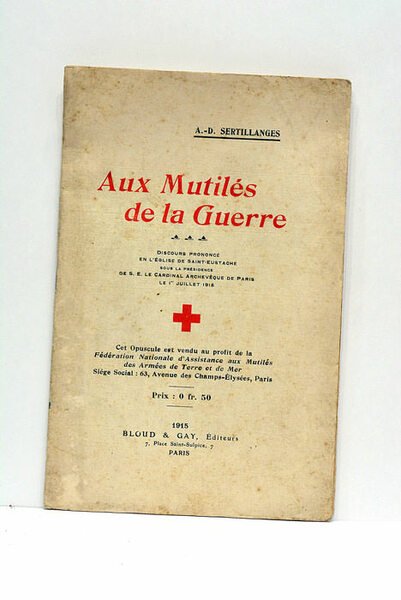 A.-D. SERTILLANGES
Aux Mutilés
de la Guerre
DISCOURS PRONONCÉ
EN L'ÉGLISE DE SAINT-EUSTACHE
SOUS LA PRÉSIDENCE
DE S. E. LE CARDINAL ARCHEVÊQUE DE PARIS
LE 1er JUILLET 1915
Cet Opuscule est vendu au profit de la
Fédération Nationale d'Assistance aux Mutilés
des Armées de Terre et de Mer
Siège Social : 63, Avenue des Champs-Élysées, Paris
Prix : 0 fr. 50
1915
BLOUD & GAY, Éditeurs
7, Place Saint-Sulpice, 7
PARIS